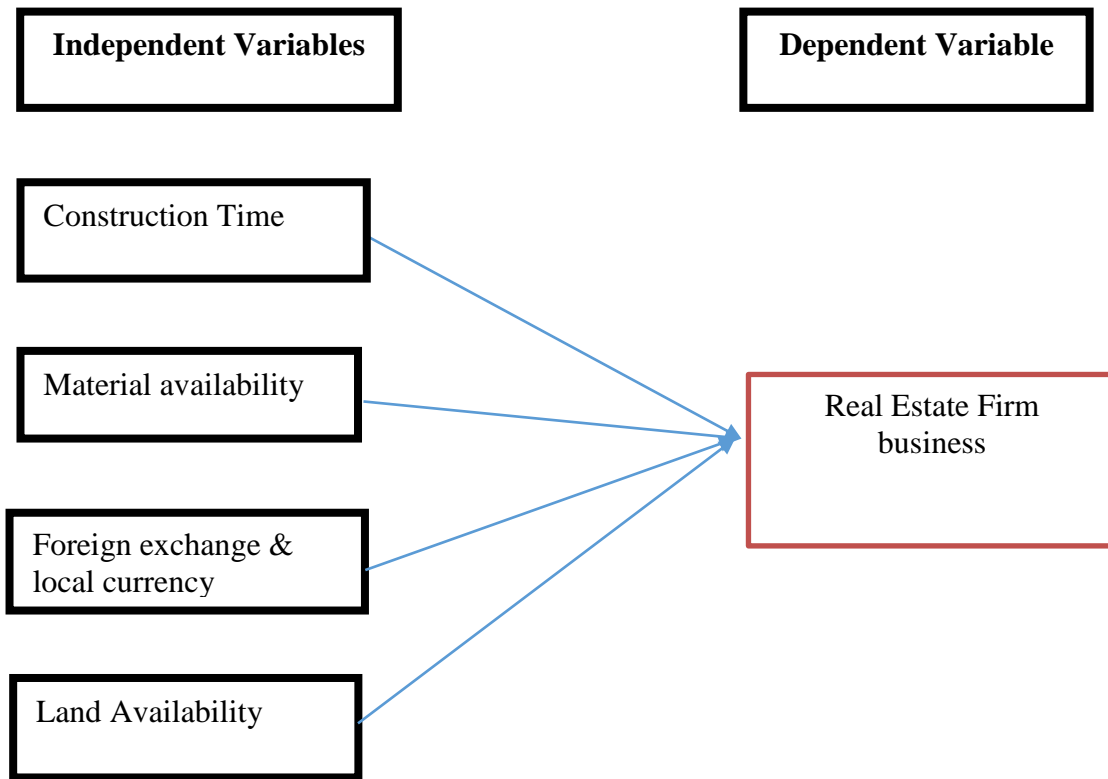 Independent Variables
Dependent Variable
Construction Time
Material availability
Real Estate Firm
business
Foreign exchange &
local currency
Land Availability